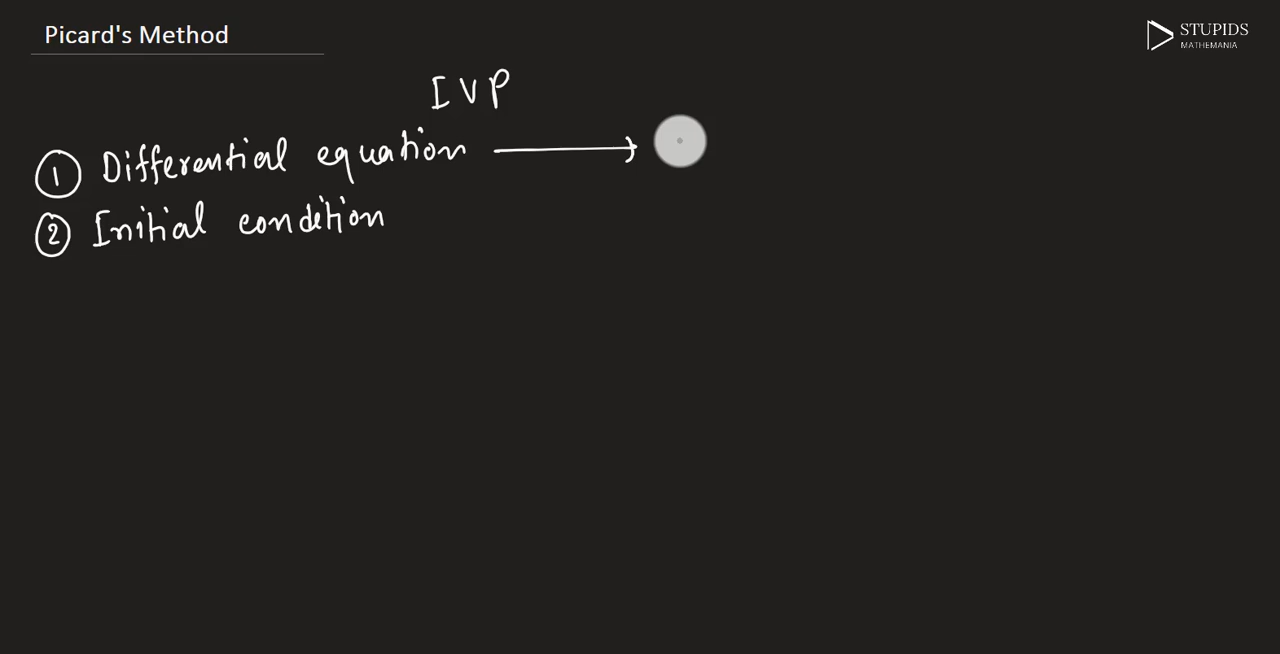 Picard's Method
STUPIDS
MATHEMANIA
IVP
① Differential equation →
② Initial condition